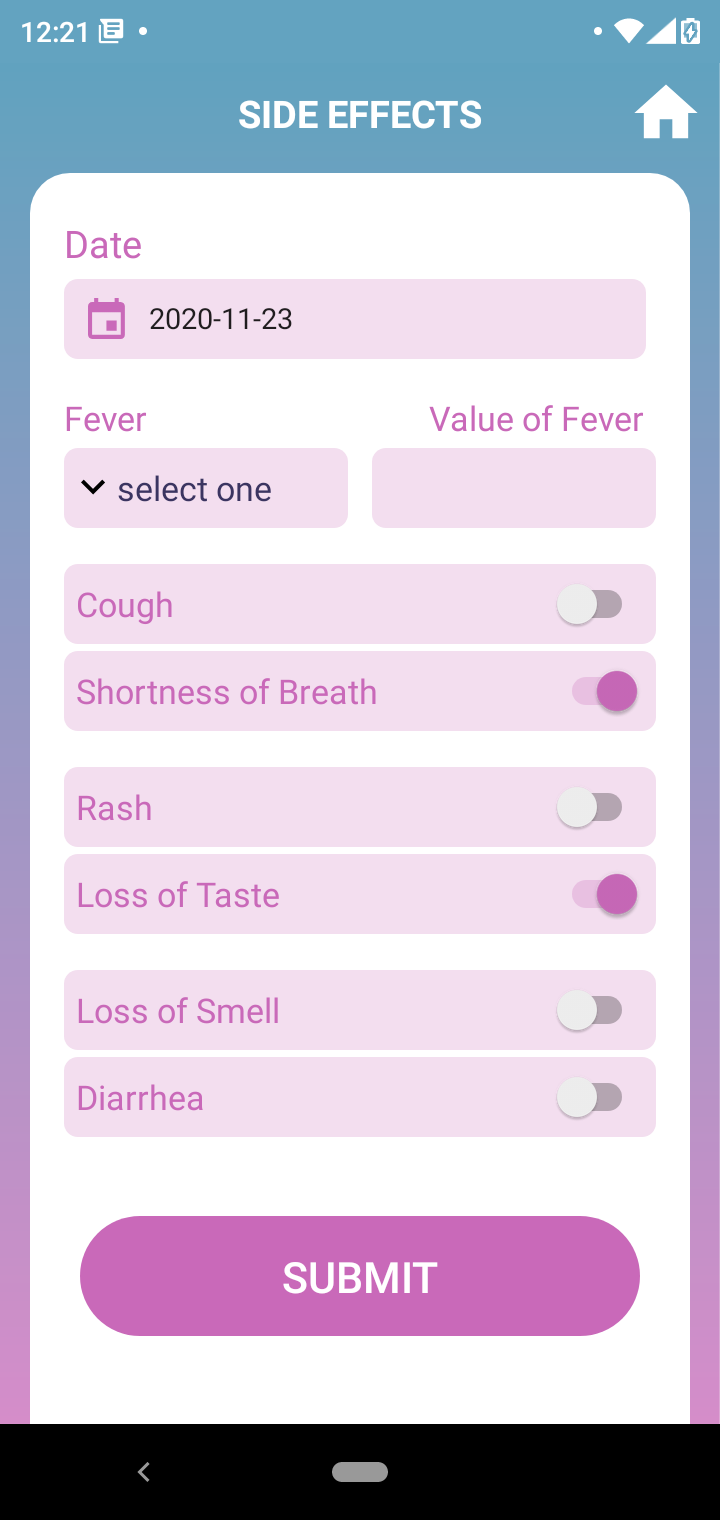 12:21
SIDE EFFECTS
Date
2020-11-23
Fever
Value of Fever
select one
Cough
Shortness of Breath
Rash
Loss of Taste
Loss of Smell
Diarrhea
SUBMIT